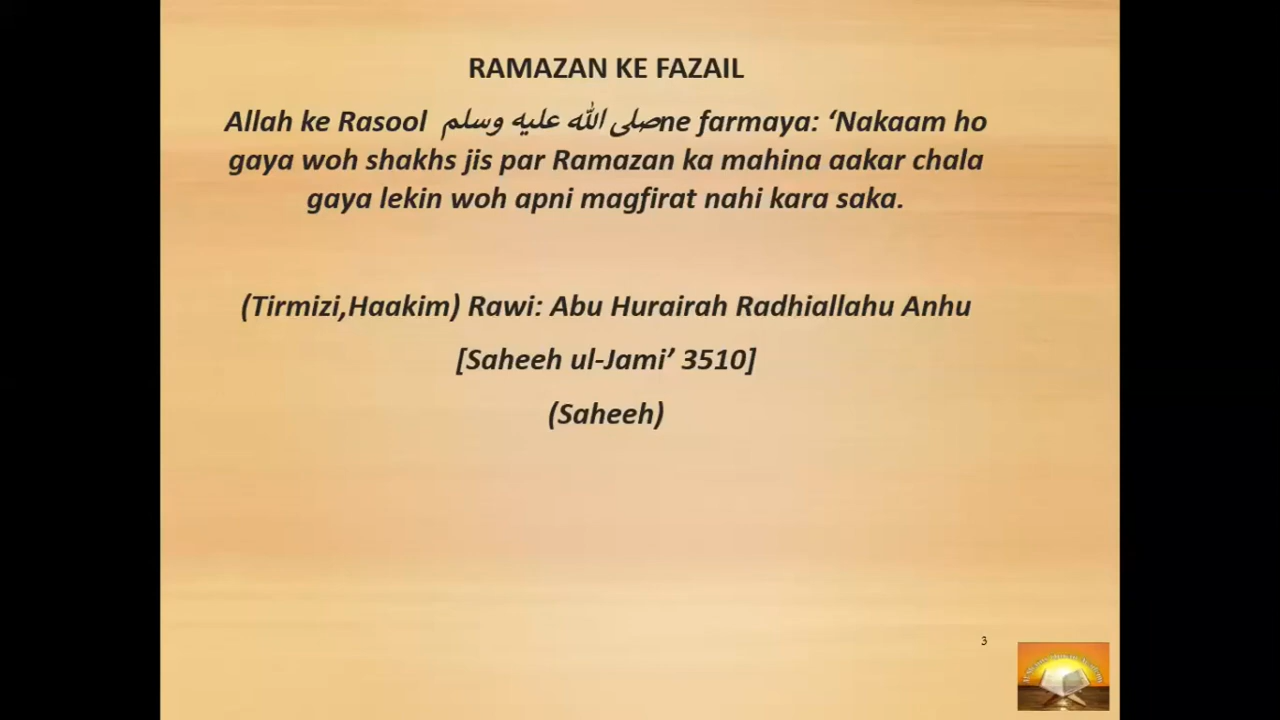 RAMAZAN KE FAZAIL
Allah ke Rasool صلى الله عليه وسلم ne farmaya: ‘Nakaam ho
gaya woh shakhs jis par Ramazan ka mahina aakar chala
gaya lekin woh apni magfirat nahi kara saka.
(Tirmizi,Haakim) Rawi: Abu Hurairah Radhiallahu Anhu
[Saheeh ul-Jami’ 3510]
(Saheeh)
3